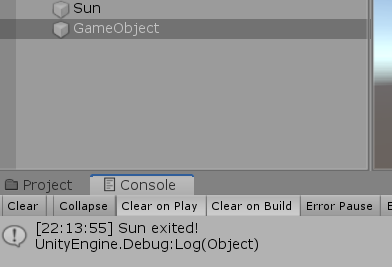 Sun
GameObject
Project Console
Clear Collapse Clear on Play Clear on Build Error Pause E
[22:13:55] Sun exited!
UnityEngine.Debug:Log(Object)